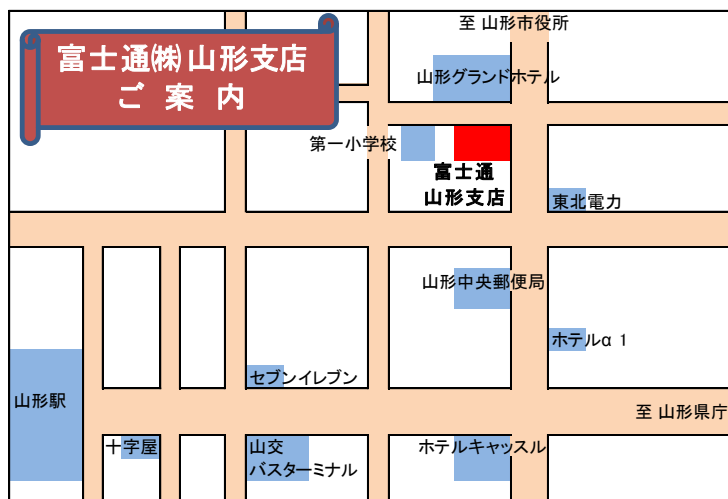 至 山形市役所
富士通㈱山形支店
ご 案 内
山形グランドホテル
第一小学校
富士通
山形支店
東北電力
山形中央郵便局
ホテルα 1
セブンイレブン
山形駅
至 山形県庁
十字屋
山交
バスターミナル
ホテルキャッスル